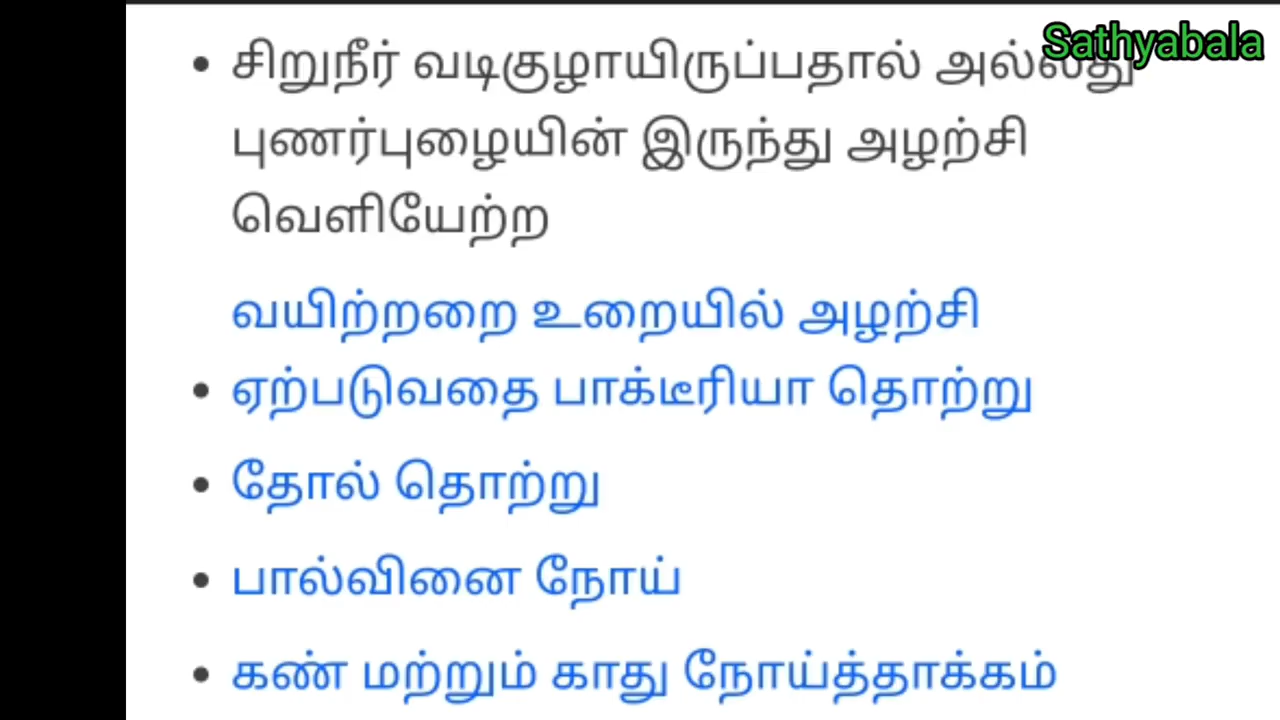 Sathyabala
• சிறுநீர் வடிகுழாயிருப்பதால் அல்லது
புணர்புழையின் இருந்து அழற்சி
வெளியேற்ற
வயிற்றறை உறையில் அழற்சி
• ஏற்படுவதை பாக்டீரியா தொற்று
• தோல் தொற்று
• பால்வினை நோய்
• கண் மற்றும் காது நோய்த்தாக்கம்